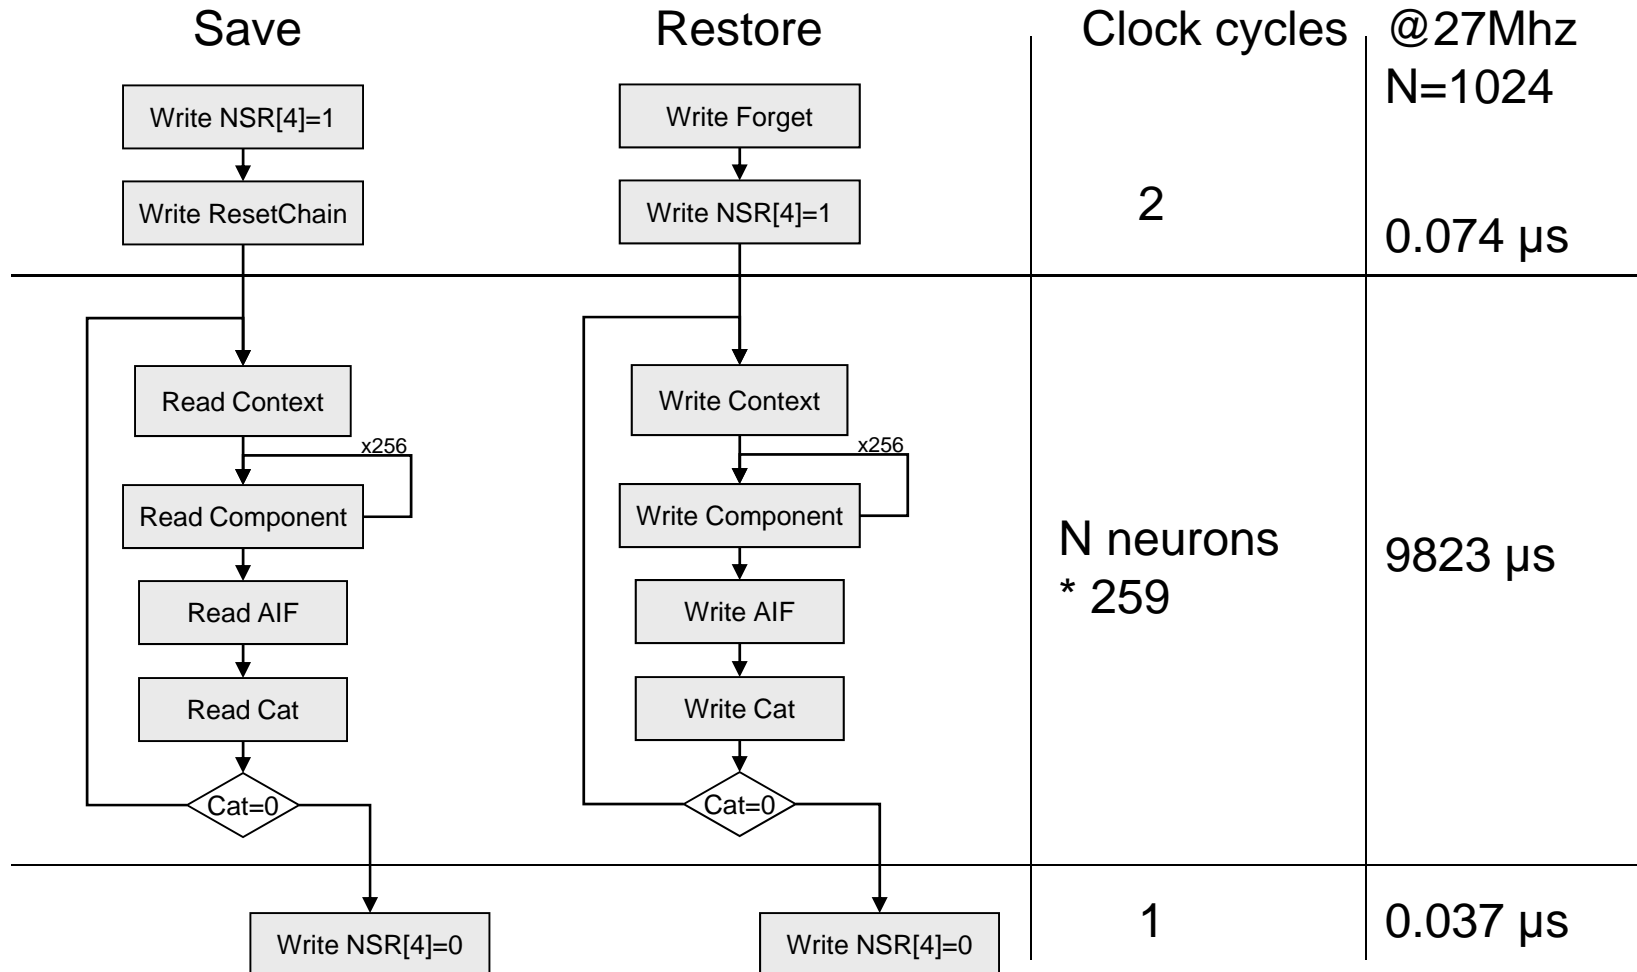 Save
Restore
Clock cycles
@27Mhz
N=1024
Write NSR[4]=1
Write Forget
Write ResetChain
Write NSR[4]=1
2
0.074 µs
Read Context
Write Context
x256
x256
Read Component
Write Component
N neurons
* 259
9823 µs
Read AIF
Write AIF
Read Cat
Write Cat
Cat=0
Cat=0
Write NSR[4]=0
Write NSR[4]=0
1
0.037 µs